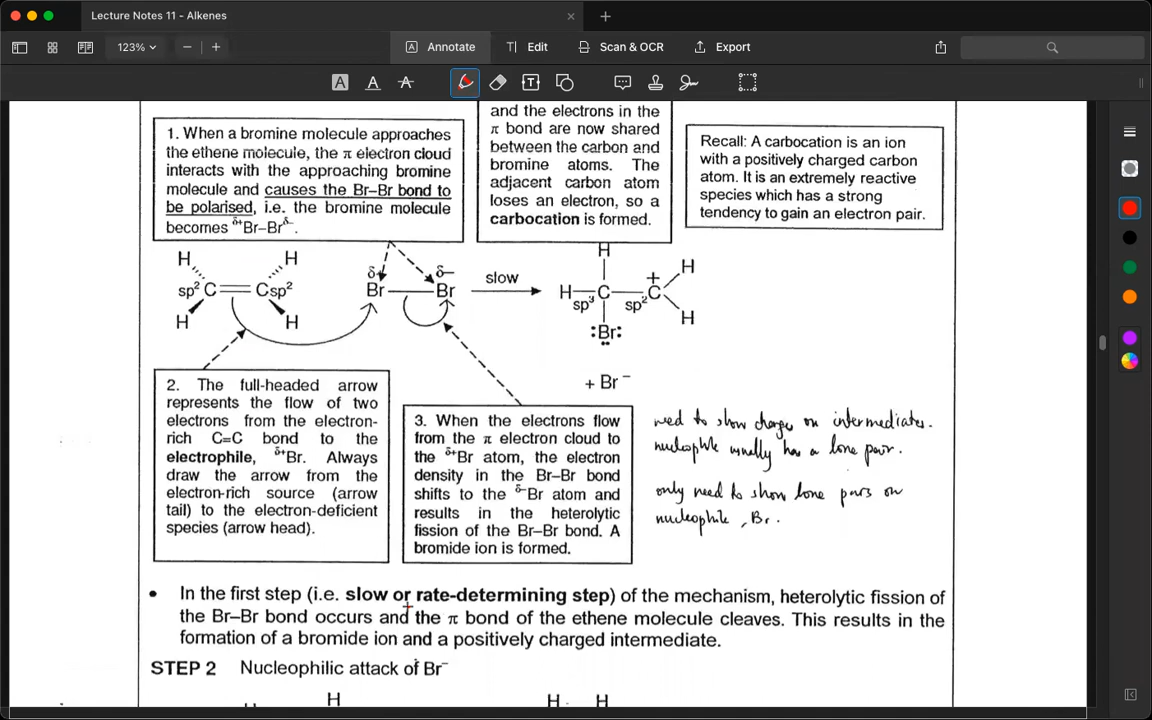 Lecture Notes 11 - Alkenes
123%
Annotate
Edit
Scan & OCR
Export
1. When a bromine molecule approaches
the ethene molecule, the π electron cloud
interacts with the approaching bromine
molecule and causes the Br–Br bond to
be polarised, i.e. the bromine molecule
becomes δ+Br–Brδ-.
and the electrons in the
π bond are now shared
between the carbon and
bromine atoms. The
adjacent carbon atom
loses an electron, so a
carbocation is formed.
Recall: A carbocation is an ion
with a positively charged carbon
atom. It is an extremely reactive
species which has a strong
tendency to gain an electron pair.
H H δ+ δ– slow H + H
sp² C Csp² Br Br H C C
H H sp³ sp² H
:Br:
+ Br –
2. The full-headed arrow
represents the flow of two
electrons from the electron-
rich C=C bond to the
electrophile, δ+Br. Always
draw the arrow from the
electron-rich source (arrow
tail) to the electron-deficient
species (arrow head).
3. When the electrons flow
from the π electron cloud to
the δ+Br atom, the electron
density in the Br–Br bond
shifts to the δ–Br atom and
results in the heterolytic
fission of the Br–Br bond. A
bromide ion is formed.
need to show charges on intermediates.
nucleophile usually has a lone pair.
only need to show lone pairs on
nucleophile, Br.
• In the first step (i.e. slow or rate-determining step) of the mechanism, heterolytic fission of
the Br–Br bond occurs and the π bond of the ethene molecule cleaves. This results in the
formation of a bromide ion and a positively charged intermediate.
STEP 2 Nucleophilic attack of Br–
H H H